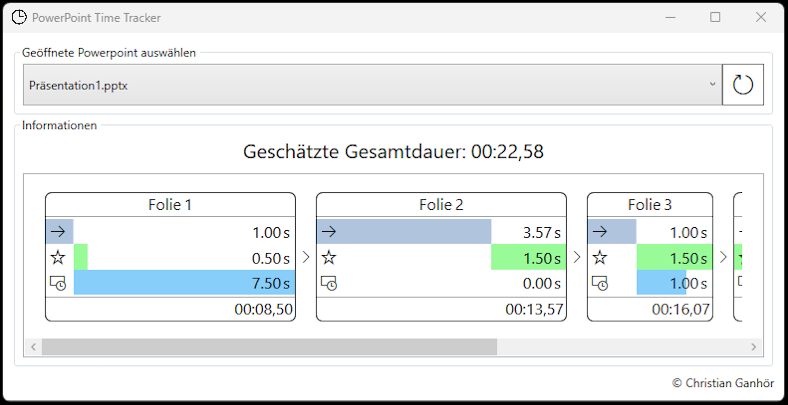 PowerPoint Time Tracker
Geöffnete Powerpoint auswählen
Präsentation1.pptx
Informationen
Geschätzte Gesamtdauer: 00:22,58
Folie 1
1.00 s
0.50 s
7.50 s
00:08,50
Folie 2
3.57 s
1.50 s
0.00 s
00:13,57
Folie 3
1.00 s
1.50 s
1.00 s
00:16,07
© Christian Ganhör